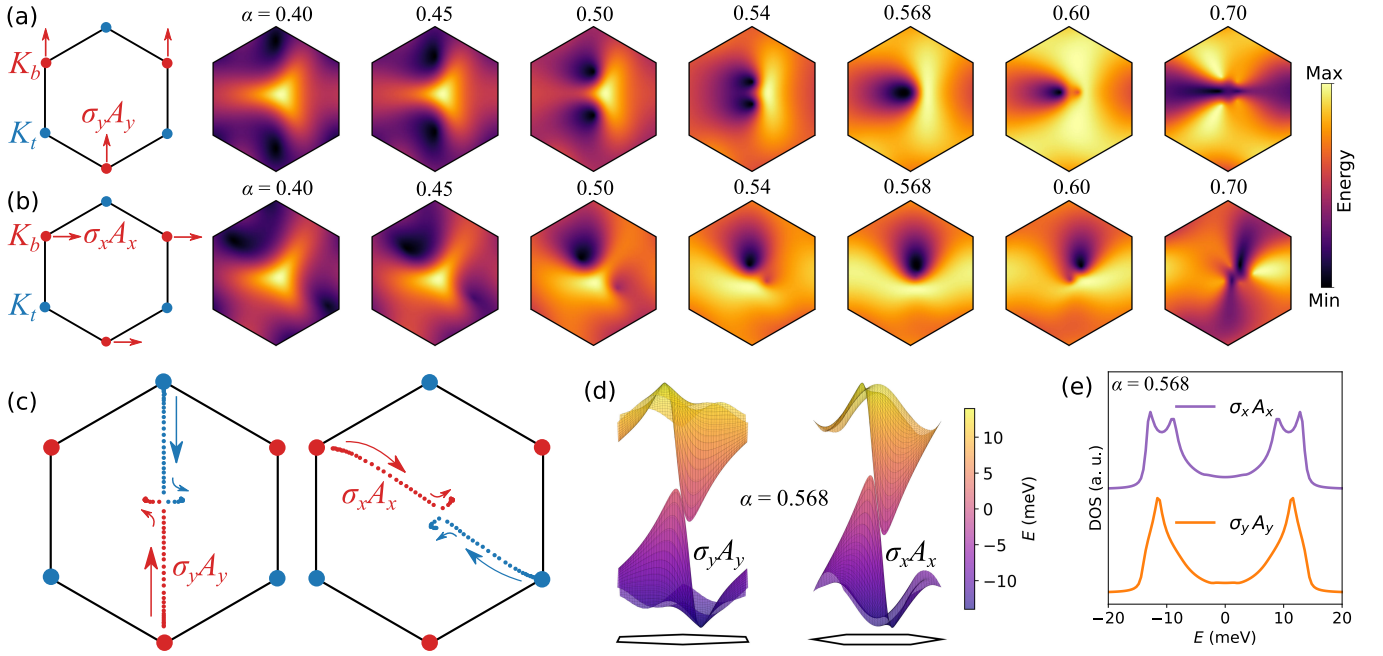 (a)
α = 0.40 0.45 0.50 0.54 0.568 0.60 0.70
K_b
K_t
σ_yA_y
Max
Energy
Min
(b)
α = 0.40 0.45 0.50 0.54 0.568 0.60 0.70
K_b
σ_xA_x
K_t
(c)
σ_yA_y
σ_xA_x
(d)
α = 0.568
σ_yA_y
σ_xA_x
10
5
0
−5
−10
E (meV)
(e)
α = 0.568
σ_xA_x
σ_yA_y
DOS (a. u.)
−20 −10 0 10 20
E (meV)